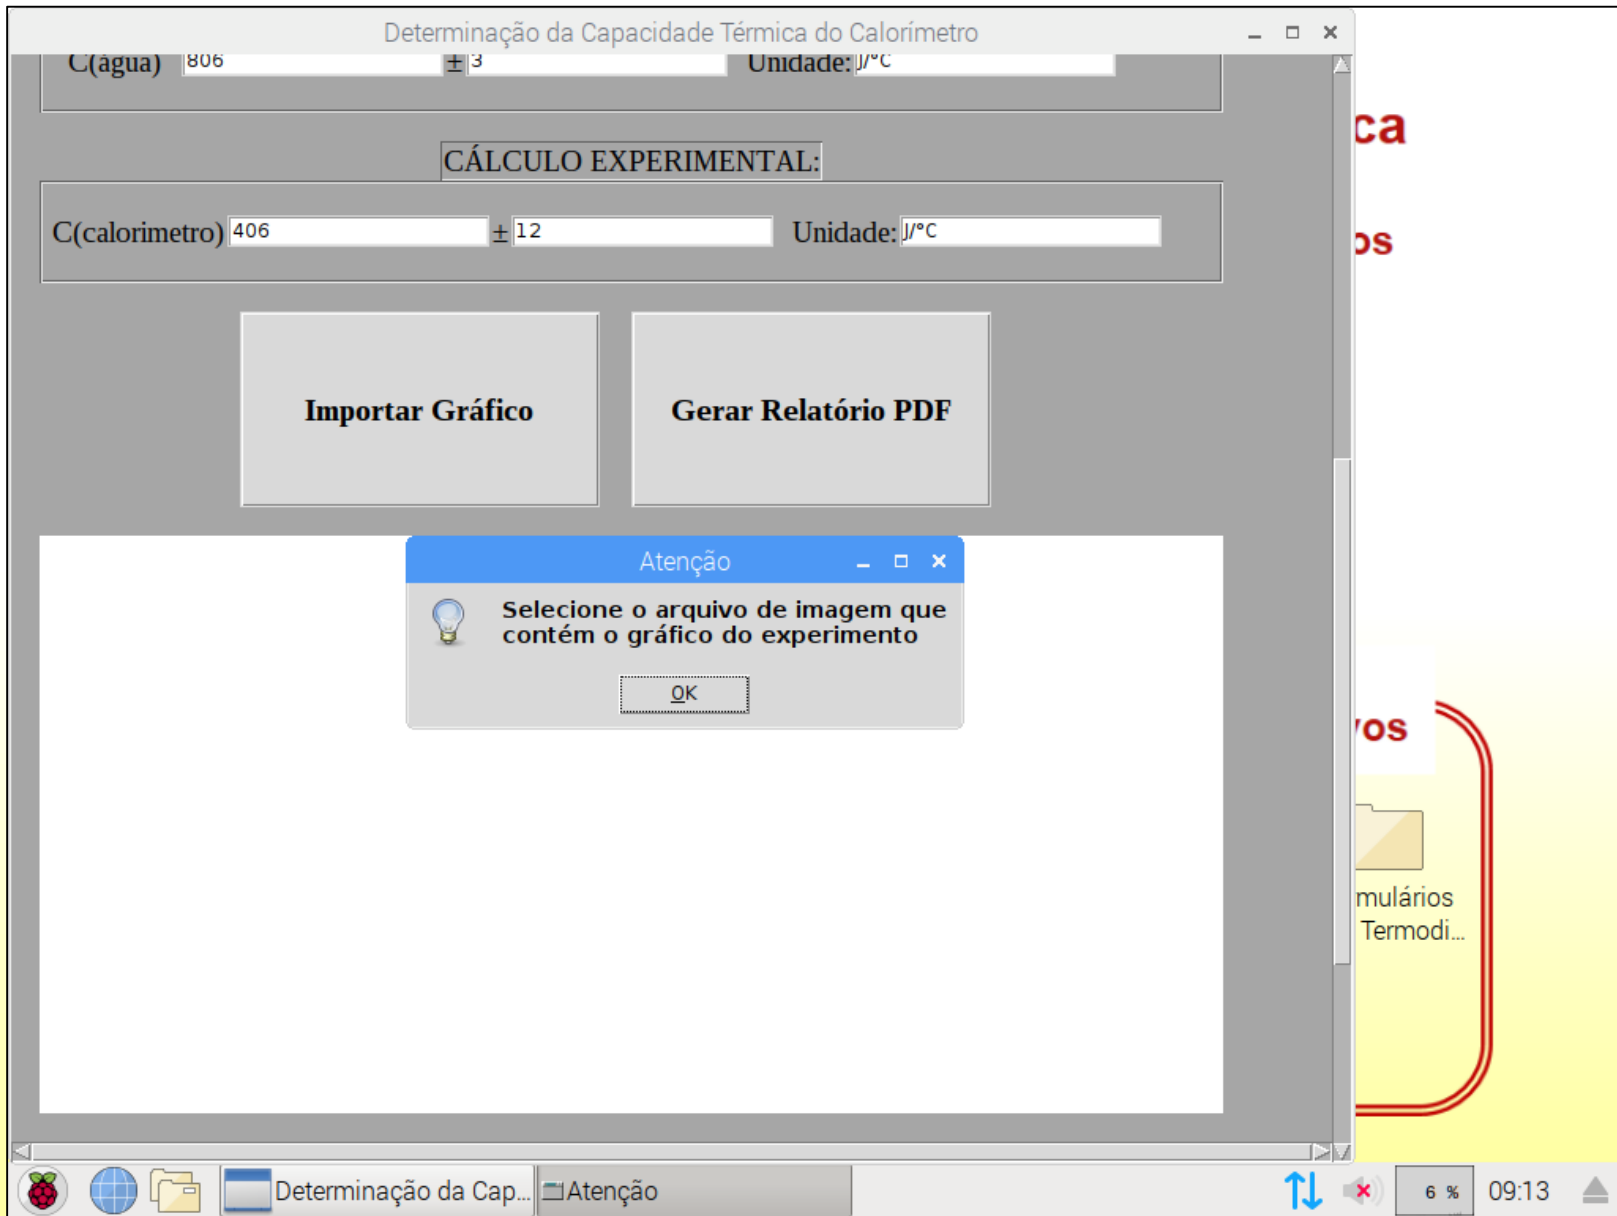 Determinação da Capacidade Térmica do Calorímetro
C(água) 806 ± 3 Unidade: J/°C
ca
CÁLCULO EXPERIMENTAL:
C(calorimetro) 406 ± 12 Unidade: J/°C
os
Importar Gráfico
Gerar Relatório PDF
Atenção
Selecione o arquivo de imagem que
contém o gráfico do experimento
OK
vos
mulários
Termodi...
Determinação da Cap...
Atenção
6 %
09:13